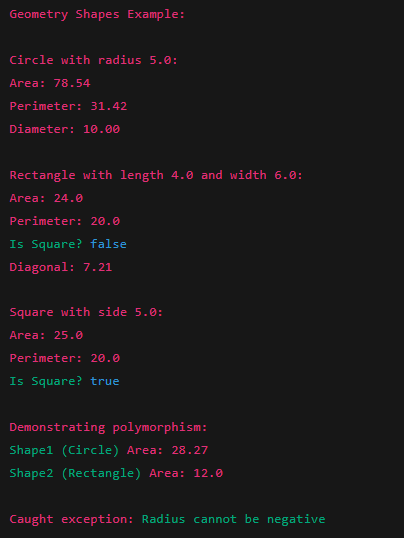 Geometry Shapes Example:
Circle with radius 5.0:
Area: 78.54
Perimeter: 31.42
Diameter: 10.00
Rectangle with length 4.0 and width 6.0:
Area: 24.0
Perimeter: 20.0
Is Square? false
Diagonal: 7.21
Square with side 5.0:
Area: 25.0
Perimeter: 20.0
Is Square? true
Demonstrating polymorphism:
Shape1 (Circle) Area: 28.27
Shape2 (Rectangle) Area: 12.0
Caught exception: Radius cannot be negative